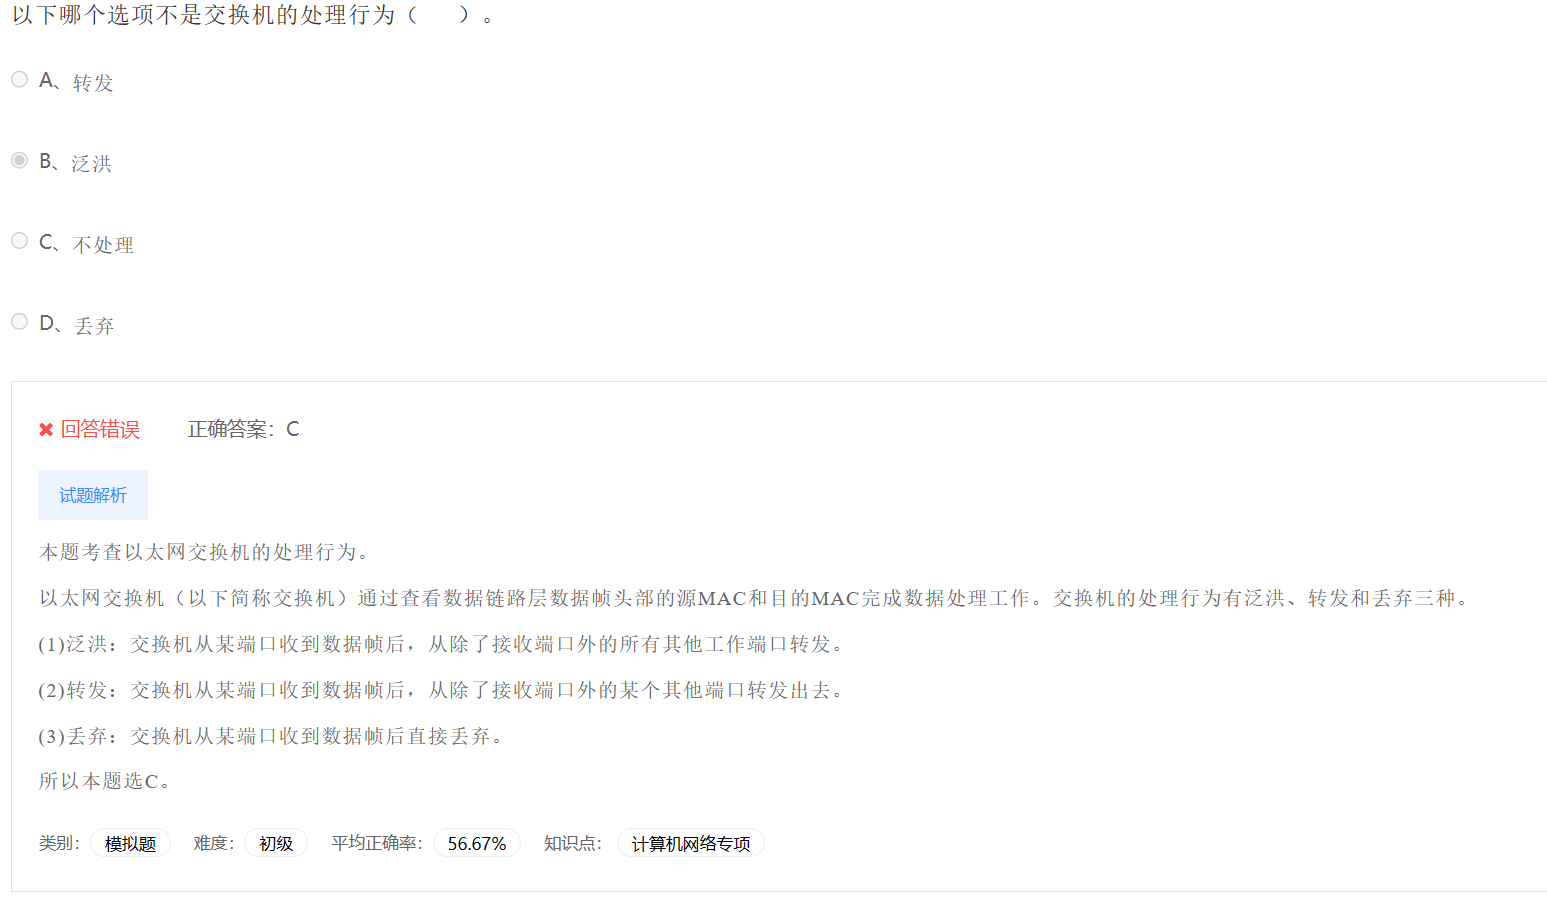 以下哪个选项不是交换机的处理行为（　　）。
A、转发
B、泛洪
C、不处理
D、丢弃
回答错误 正确答案：C
试题解析
本题考查以太网交换机的处理行为。
以太网交换机（以下简称交换机）通过查看数据链路层数据帧头部的源MAC和目的MAC完成数据处理工作。交换机的处理行为有泛洪、转发和丢弃三种。
(1)泛洪：交换机从某端口收到数据帧后，从除了接收端口外的所有其他工作端口转发。
(2)转发：交换机从某端口收到数据帧后，从除了接收端口外的某个其他端口转发出去。
(3)丢弃：交换机从某端口收到数据帧后直接丢弃。
所以本题选C。
类别： 模拟题 难度： 初级 平均正确率： 56.67% 知识点： 计算机网络专项